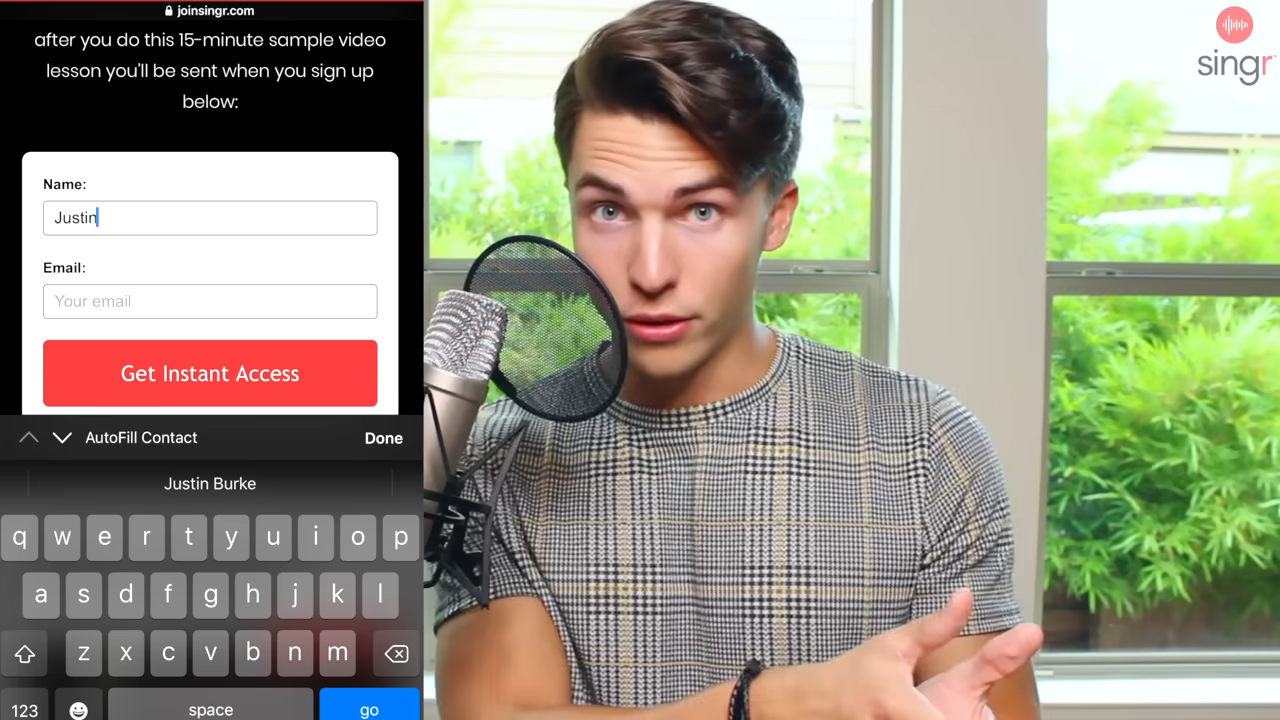 joinsingr.com
after you do this 15-minute sample video
lesson you'll be sent when you sign up
below:
Name:
Justin
Email:
Your email
Get Instant Access
AutoFill Contact
Done
Justin Burke
q w e r t y u i o p
a s d f g h j k l
z x c v b n m
123
space
go
singr